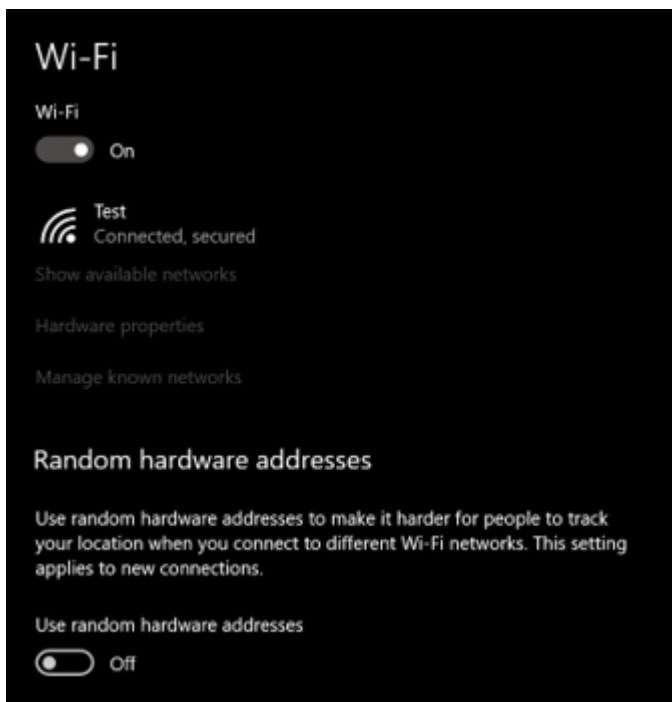 Wi-Fi
Wi-Fi
On
Test
Connected, secured
Show available networks
Hardware properties
Manage known networks
Random hardware addresses
Use random hardware addresses to make it harder for people to track
your location when you connect to different Wi-Fi networks. This setting
applies to new connections.
Use random hardware addresses
Off